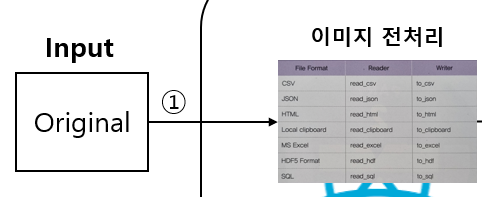 Input
Original
①
이미지 전처리
File Format Reader Writer
CSV read_csv to_csv
JSON read_json to_json
HTML read_html to_html
Local clipboard read_clipboard to_clipboard
MS Excel read_excel to_excel
HDF5 Format read_hdf to_hdf
SQL read_sql to_sql